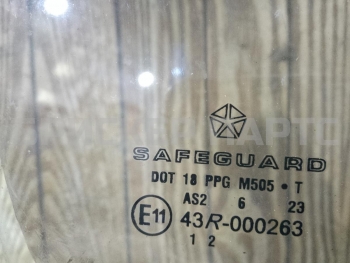 SAFEGUARD
DOT 18 PPG M505 • T
AS2 6 23
E11 43R-000263
1 2